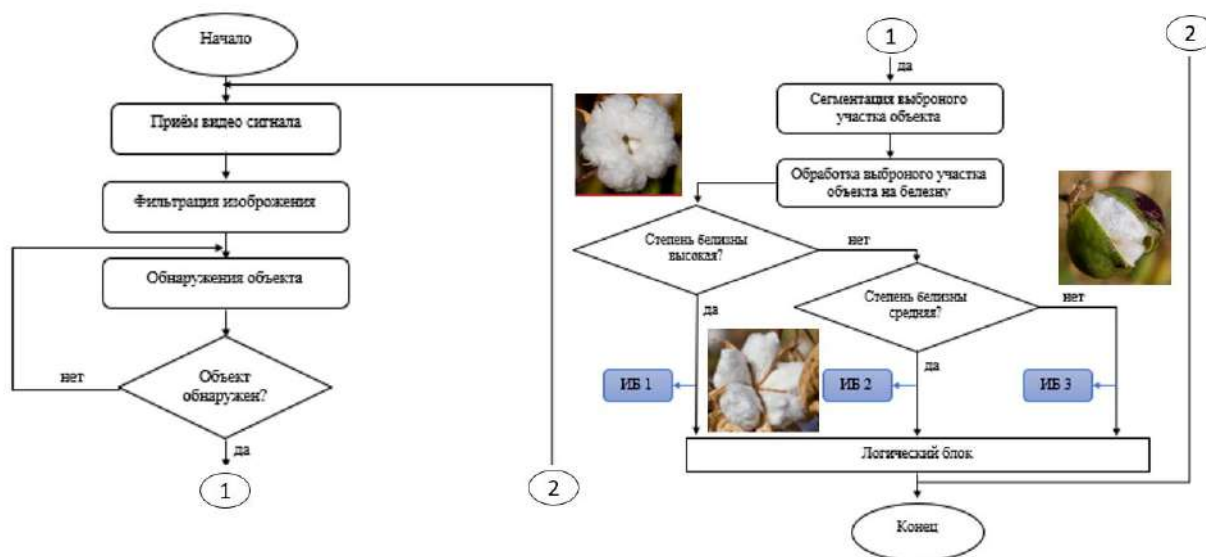 Начало
Приём видео сигнала
Фильтрация изоброжения
Обнаружения объекта
нет
Объект
обнаружен?
да
1
2
1
да
Сегментация выброного
участка объекта
Обработка выброного участка
объекта на белезну
Степень белизны
высокая?
нет
да
Степень белизны
средняя?
нет
да
ИБ 1
ИБ 2
ИБ 3
Логический блок
Конец
2